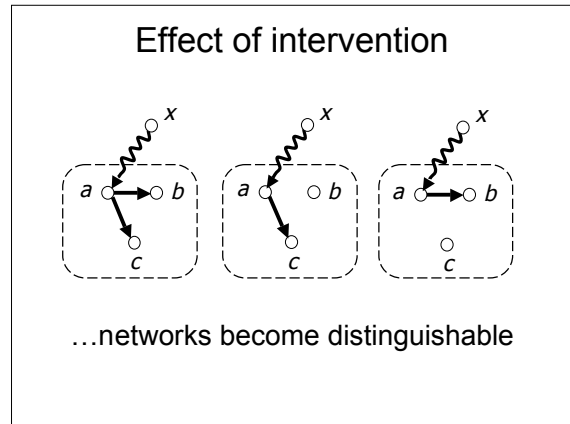 Effect of intervention
x x x
a b a b a b
c c c
…networks become distinguishable